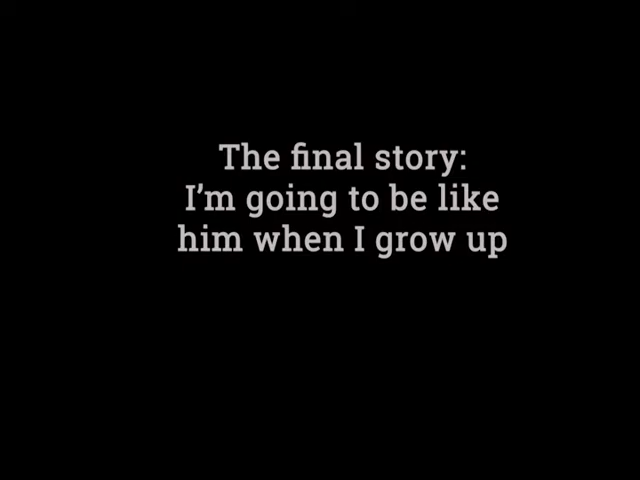 The final story:
I’m going to be like
him when I grow up